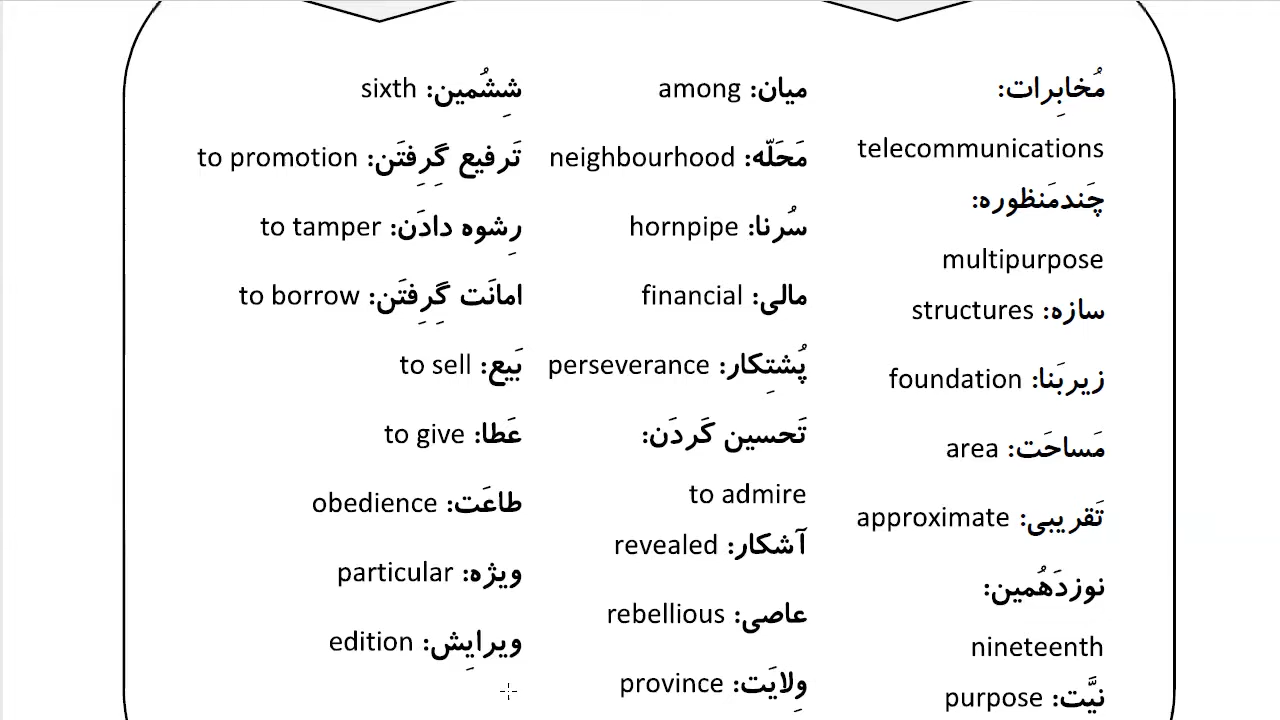 مُخابِرات:
telecommunications
چَندمَنظوره:
multipurpose
سازه: structures
زیربَنا: foundation
مَساحَت: area
تَقریبی: approximate
نوزدَهُمین:
nineteenth
نیَّت: purpose
میان: among
مَحَلّه: neighbourhood
سُرنا: hornpipe
مالی: financial
پُشتِکار: perseverance
تَحسین کَردَن:
to admire
آشکار: revealed
عاصی: rebellious
وِلایَت: province
شِشُمین: sixth
تَرفیع گِرِفتَن: to promotion
رِشوه دادَن: to tamper
امانَت گِرِفتَن: to borrow
بَیع: to sell
عَطا: to give
طاعَت: obedience
ویژه: particular
ویرایِش: edition